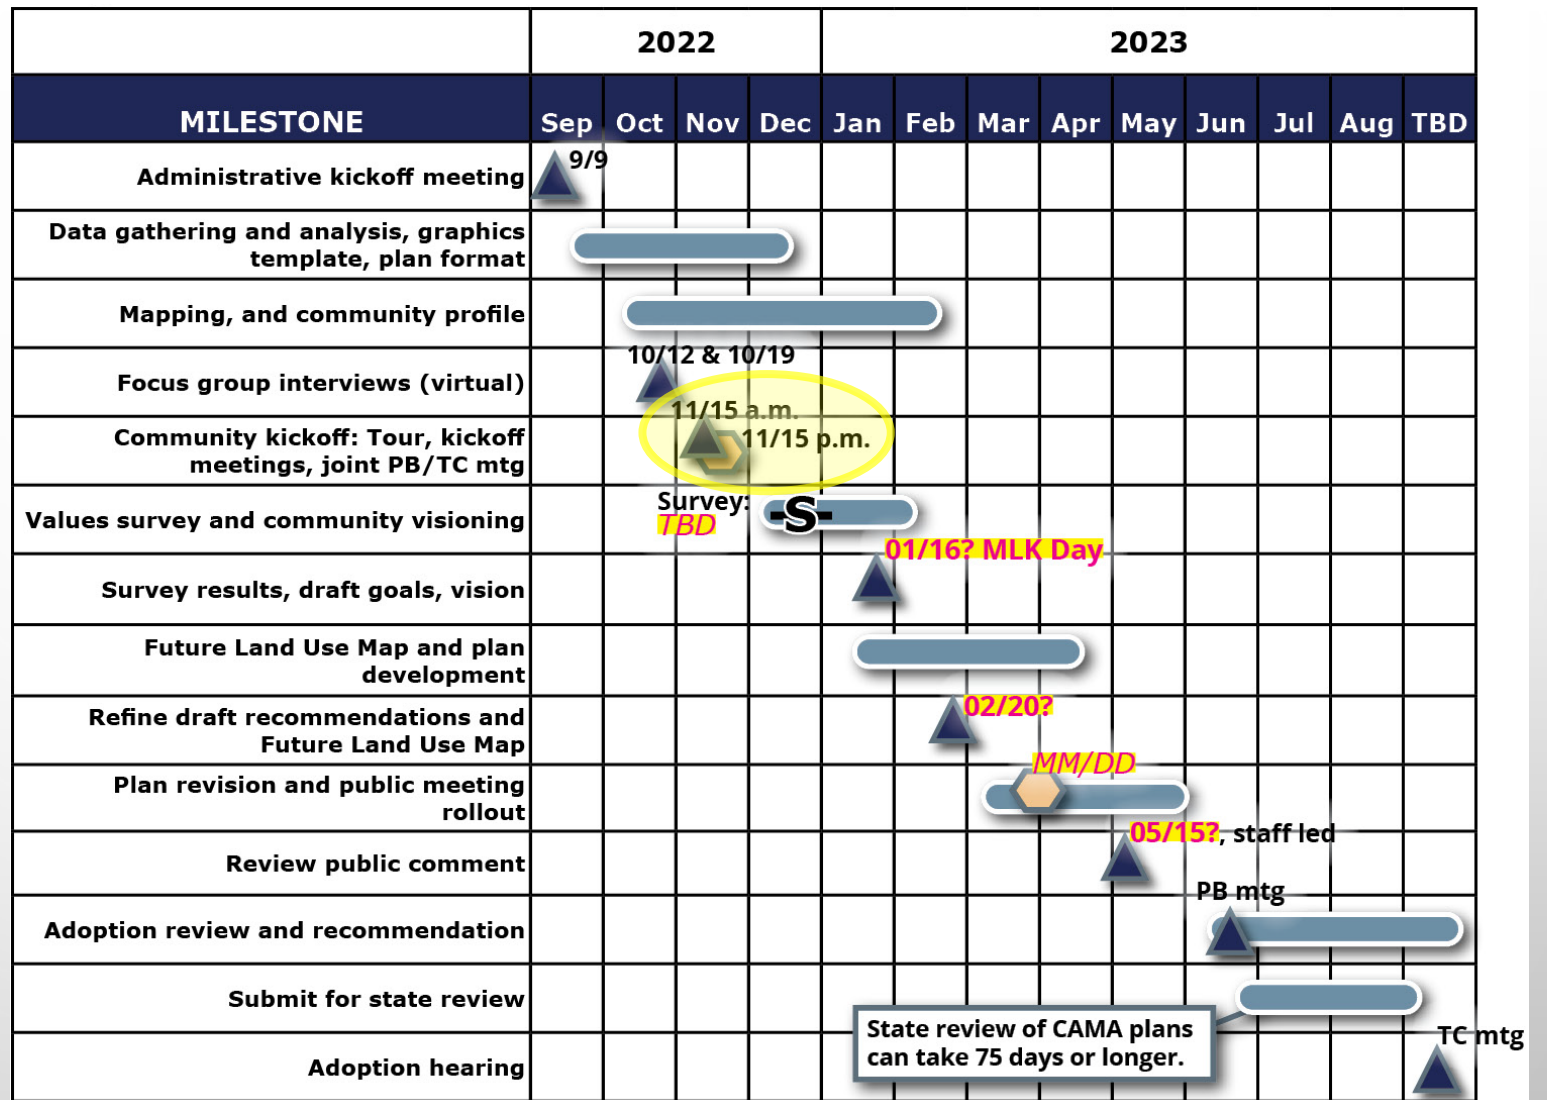 2022
2023
MILESTONE Sep Oct Nov Dec Jan Feb Mar Apr May Jun Jul Aug TBD
Administrative kickoff meeting
9/9
Data gathering and analysis, graphics
template, plan format
Mapping, and community profile
10/12 & 10/19
Focus group interviews (virtual)
11/15 a.m.
11/15 p.m.
Community kickoff: Tour, kickoff
meetings, joint PB/TC mtg
Survey:
TBD
S
Values survey and community visioning
01/16? MLK Day
Survey results, draft goals, vision
Future Land Use Map and plan
development
02/20?
Refine draft recommendations and
Future Land Use Map
MM/DD
Plan revision and public meeting
rollout
05/15?, staff led
Review public comment
PB mtg
Adoption review and recommendation
Submit for state review
State review of CAMA plans
can take 75 days or longer.
TC mtg
Adoption hearing